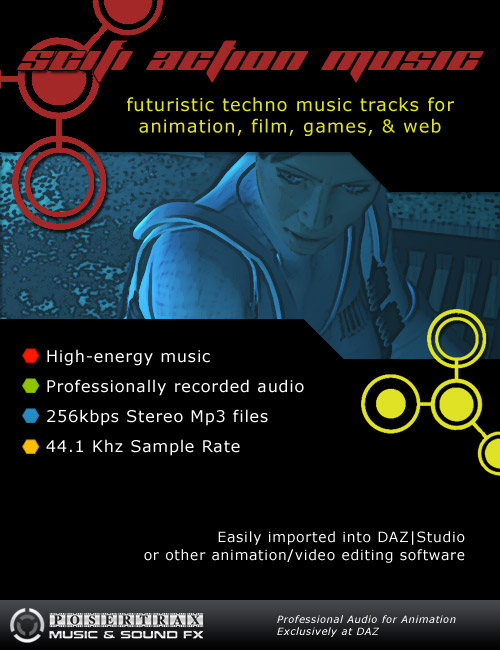 scifi action music
futuristic techno music tracks for
animation, film, games, & web
High-energy music
Professionally recorded audio
256kbps Stereo Mp3 files
44.1 Khz Sample Rate
Easily imported into DAZ|Studio
or other animation/video editing software
POSERTRAX
MUSIC & SOUND FX
Professional Audio for Animation
Exclusively at DAZ